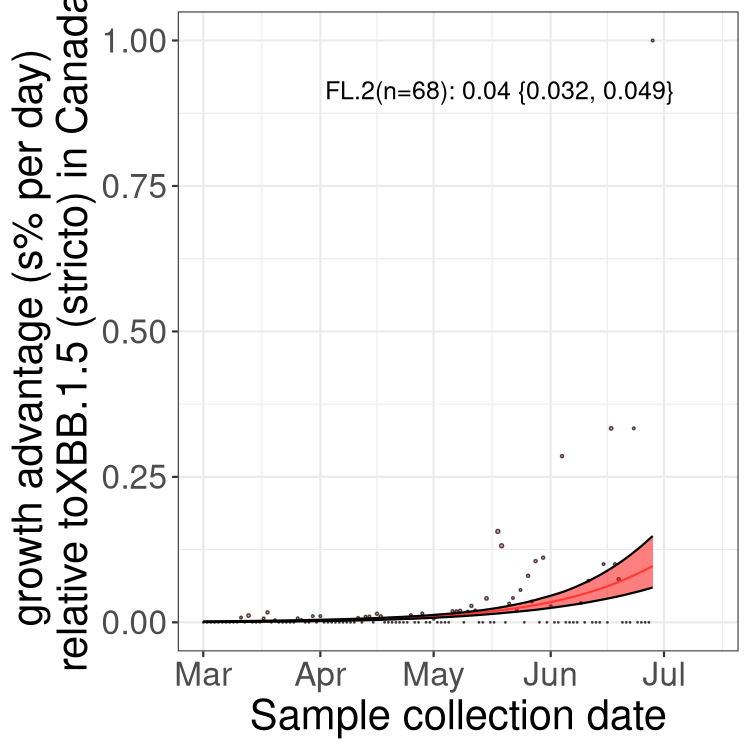 growth advantage (s% per day)
relative toXBB.1.5 (stricto) in Canada
1.00
0.75
0.50
0.25
0.00
FL.2(n=68): 0.04 {0.032, 0.049}
Mar Apr May Jun Jul
Sample collection date